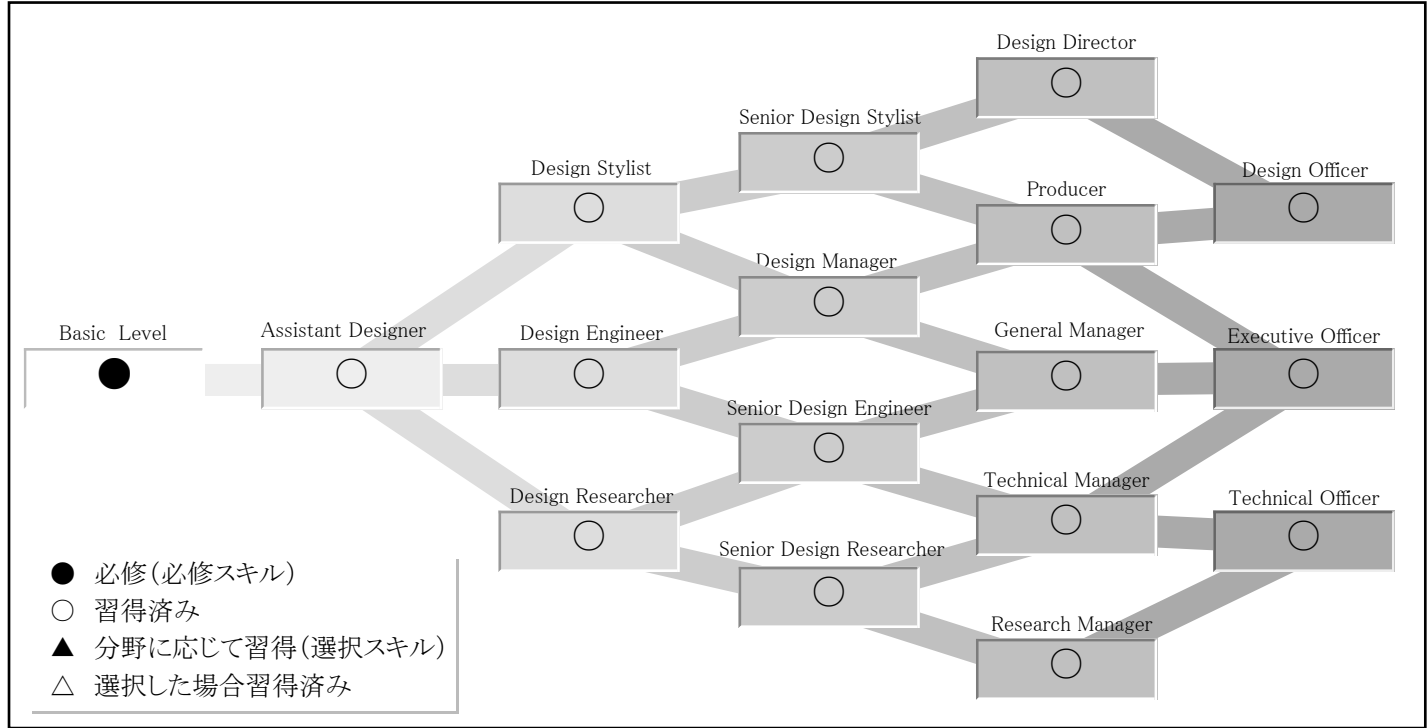 Design Director
Senior Design Stylist
Design Stylist
Design Officer
Producer
Design Manager
Basic Level
Assistant Designer
Design Engineer
General Manager
Executive Officer
Senior Design Engineer
Design Researcher
Technical Manager
Technical Officer
Senior Design Researcher
Research Manager
● 必修(必修スキル)
○ 習得済み
▲ 分野に応じて習得(選択スキル)
△ 選択した場合習得済み